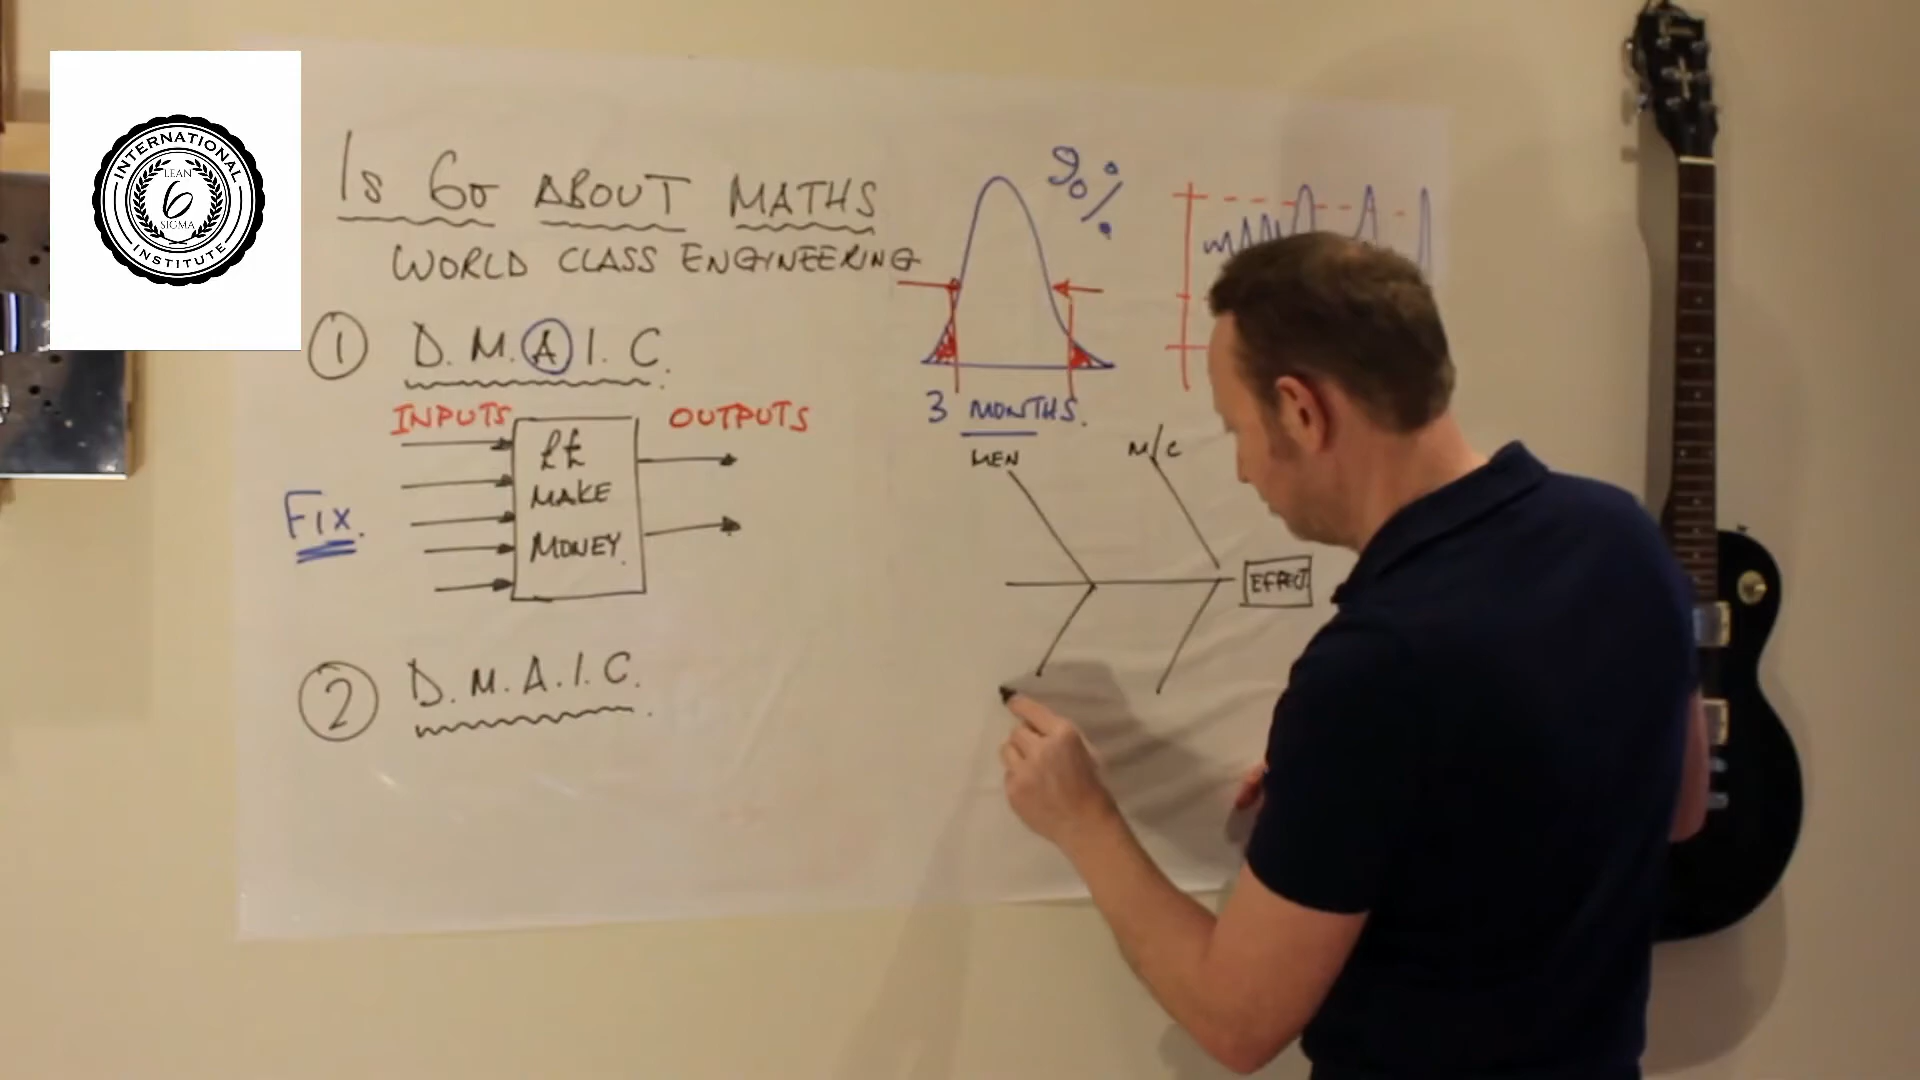 INTERNATIONAL
LEAN
6
SIGMA
INSTITUTE
Is 6σ ABOUT MATHS
WORLD CLASS ENGINEERING
1 D.M.A.I.C.
INPUTS
OUTPUTS
Fix.
££
MAKE
MONEY.
2 D.M.A.I.C.
90%
3 MONTHS.
MEN
M/C
EFFECT